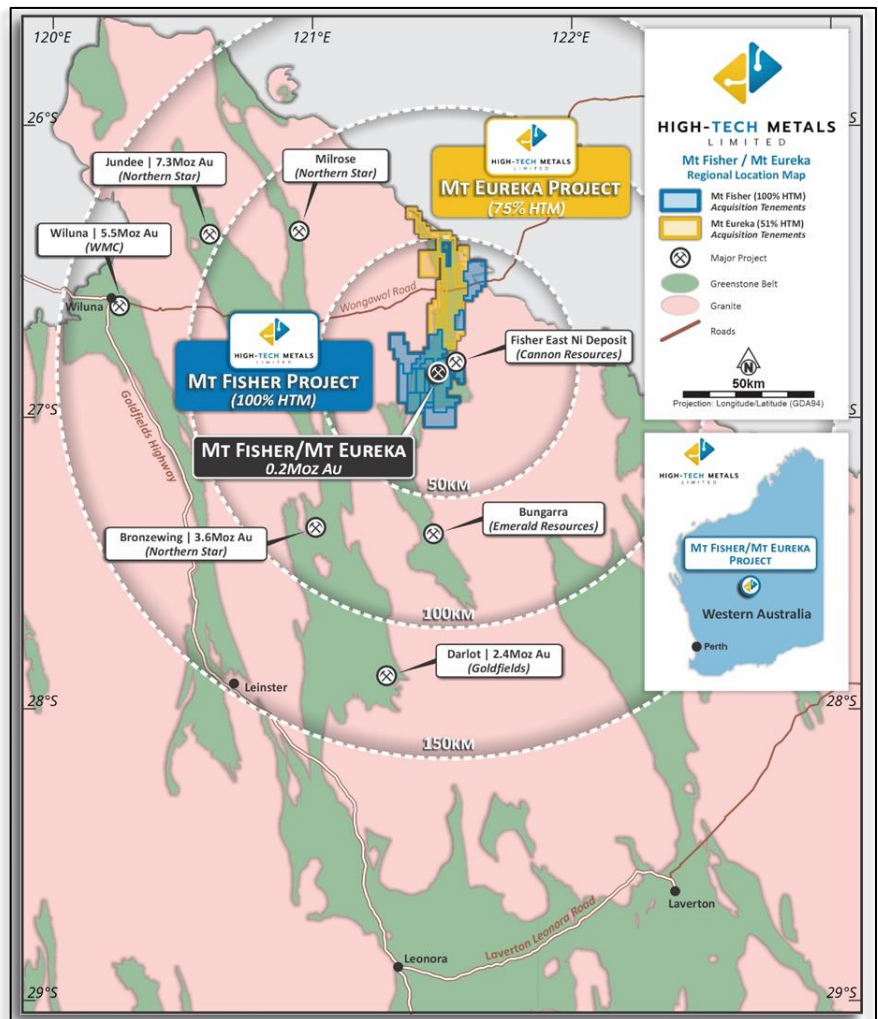 120°E
121°E
122°E
26°S
27°S
28°S
29°S
26°S
28°S
29°S
Jundee | 7.3Moz Au
(Northern Star)
Milrose
(Northern Star)
Wiluna | 5.5Moz Au
(WMC)
Wiluna
HIGH-TECH METALS
LIMITED
MT EUREKA PROJECT
(75% HTM)
Wongawol Road
HIGH-TECH METALS
LIMITED
MT FISHER PROJECT
(100% HTM)
Fisher East Ni Deposit
(Cannon Resources)
Goldfields Highway
MT FISHER/MT EUREKA
0.2MOZ AU
50KM
Bronzewing | 3.6Moz Au
(Northern Star)
Bungarra
(Emerald Resources)
100KM
Darlot | 2.4Moz Au
(Goldfields)
Leinster
150KM
Laverton
Laverton Leonora Road
Leonora
HIGH-TECH METALS
LIMITED
Mt Fisher / Mt Eureka
Regional Location Map
Mt Fisher (100% HTM)
Acquisition Tenements
Mt Eureka (51% HTM)
Acquisition Tenements
Major Project
Greenstone Belt
Granite
Roads
N
50km
Projection: Longitude/Latitude (GDA94)
HIGH-TECH METALS
LIMITED
MT FISHER/MT EUREKA
PROJECT
Western Australia
Perth